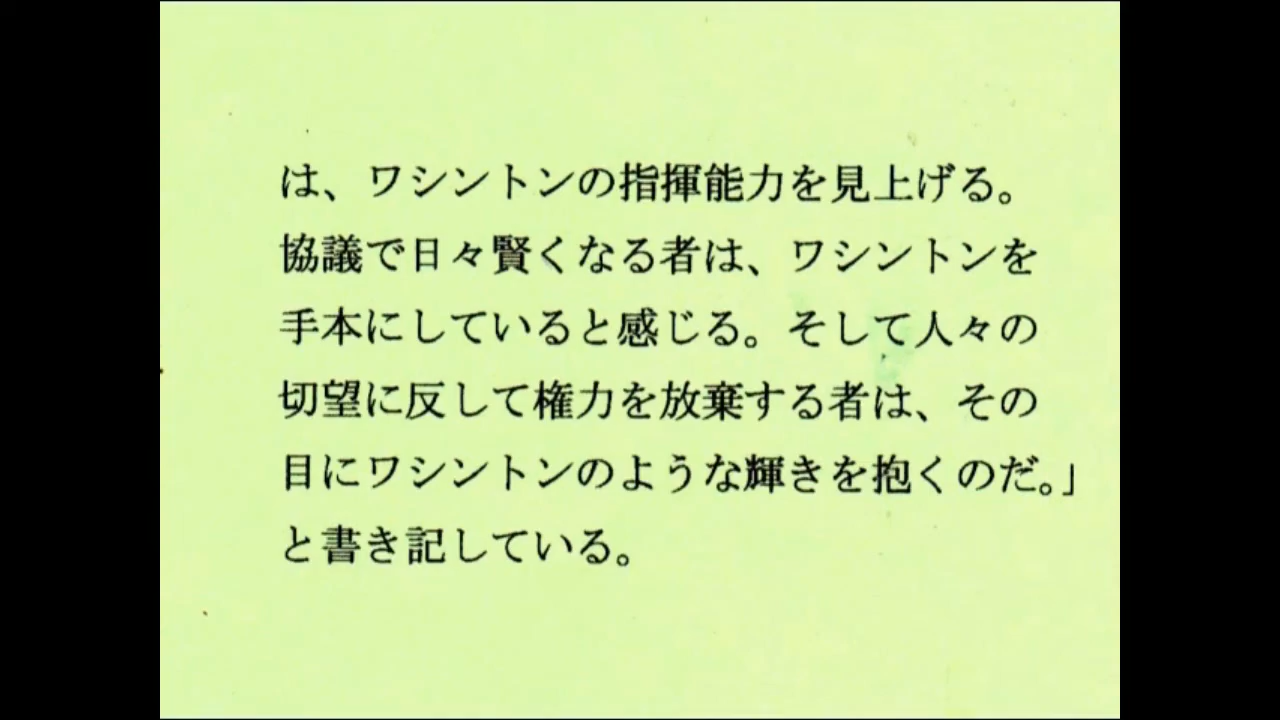 は、ワシントンの指揮能力を見上げる。
協議で日々賢くなる者は、ワシントンを
手本にしていると感じる。そして人々の
切望に反して権力を放棄する者は、その
目にワシントンのような輝きを抱くのだ。」
と書き記している。